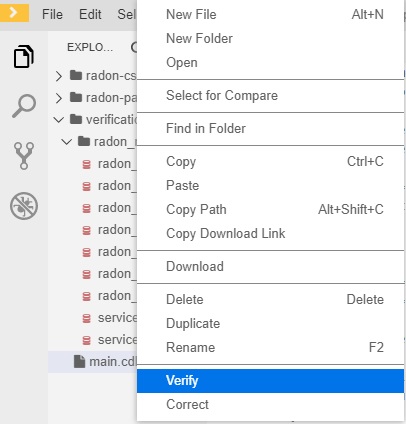 File Edit Sel
EXPLO...
radon-cs
radon-pa
verificatio
radon_
radon_
radon_
radon_
radon_
radon_
radon_
radon_
service
service
main.cdl
New File Alt+N
New Folder
Open
Select for Compare
Find in Folder
Copy Ctrl+C
Paste
Copy Path Alt+Shift+C
Copy Download Link
Download
Delete Delete
Duplicate
Rename F2
Verify
Correct